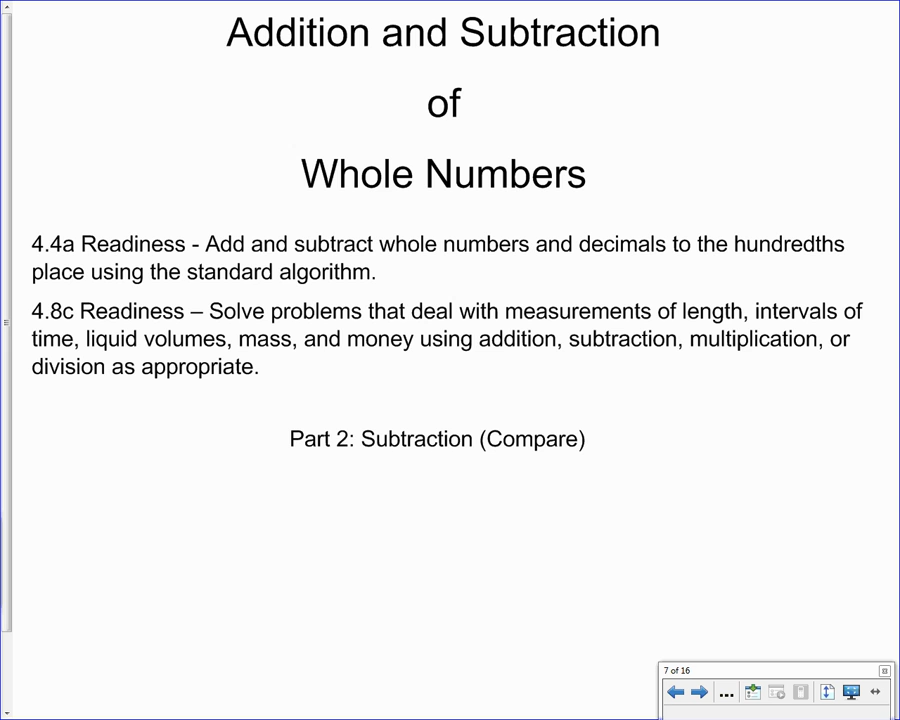 Addition and Subtraction
of
Whole Numbers
4.4a Readiness - Add and subtract whole numbers and decimals to the hundredths
place using the standard algorithm.
4.8c Readiness – Solve problems that deal with measurements of length, intervals of
time, liquid volumes, mass, and money using addition, subtraction, multiplication, or
division as appropriate.
Part 2: Subtraction (Compare)
7 of 16
...